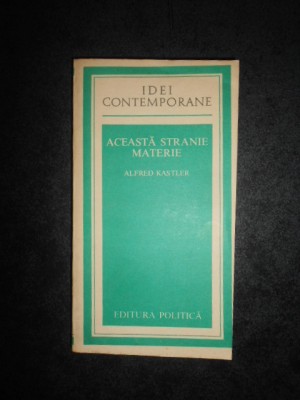 IDEI
CONTEMPORANE
ACEASTĂ STRANIE
MATERIE
ALFRED KASTLER
EDITURA POLITICĂ